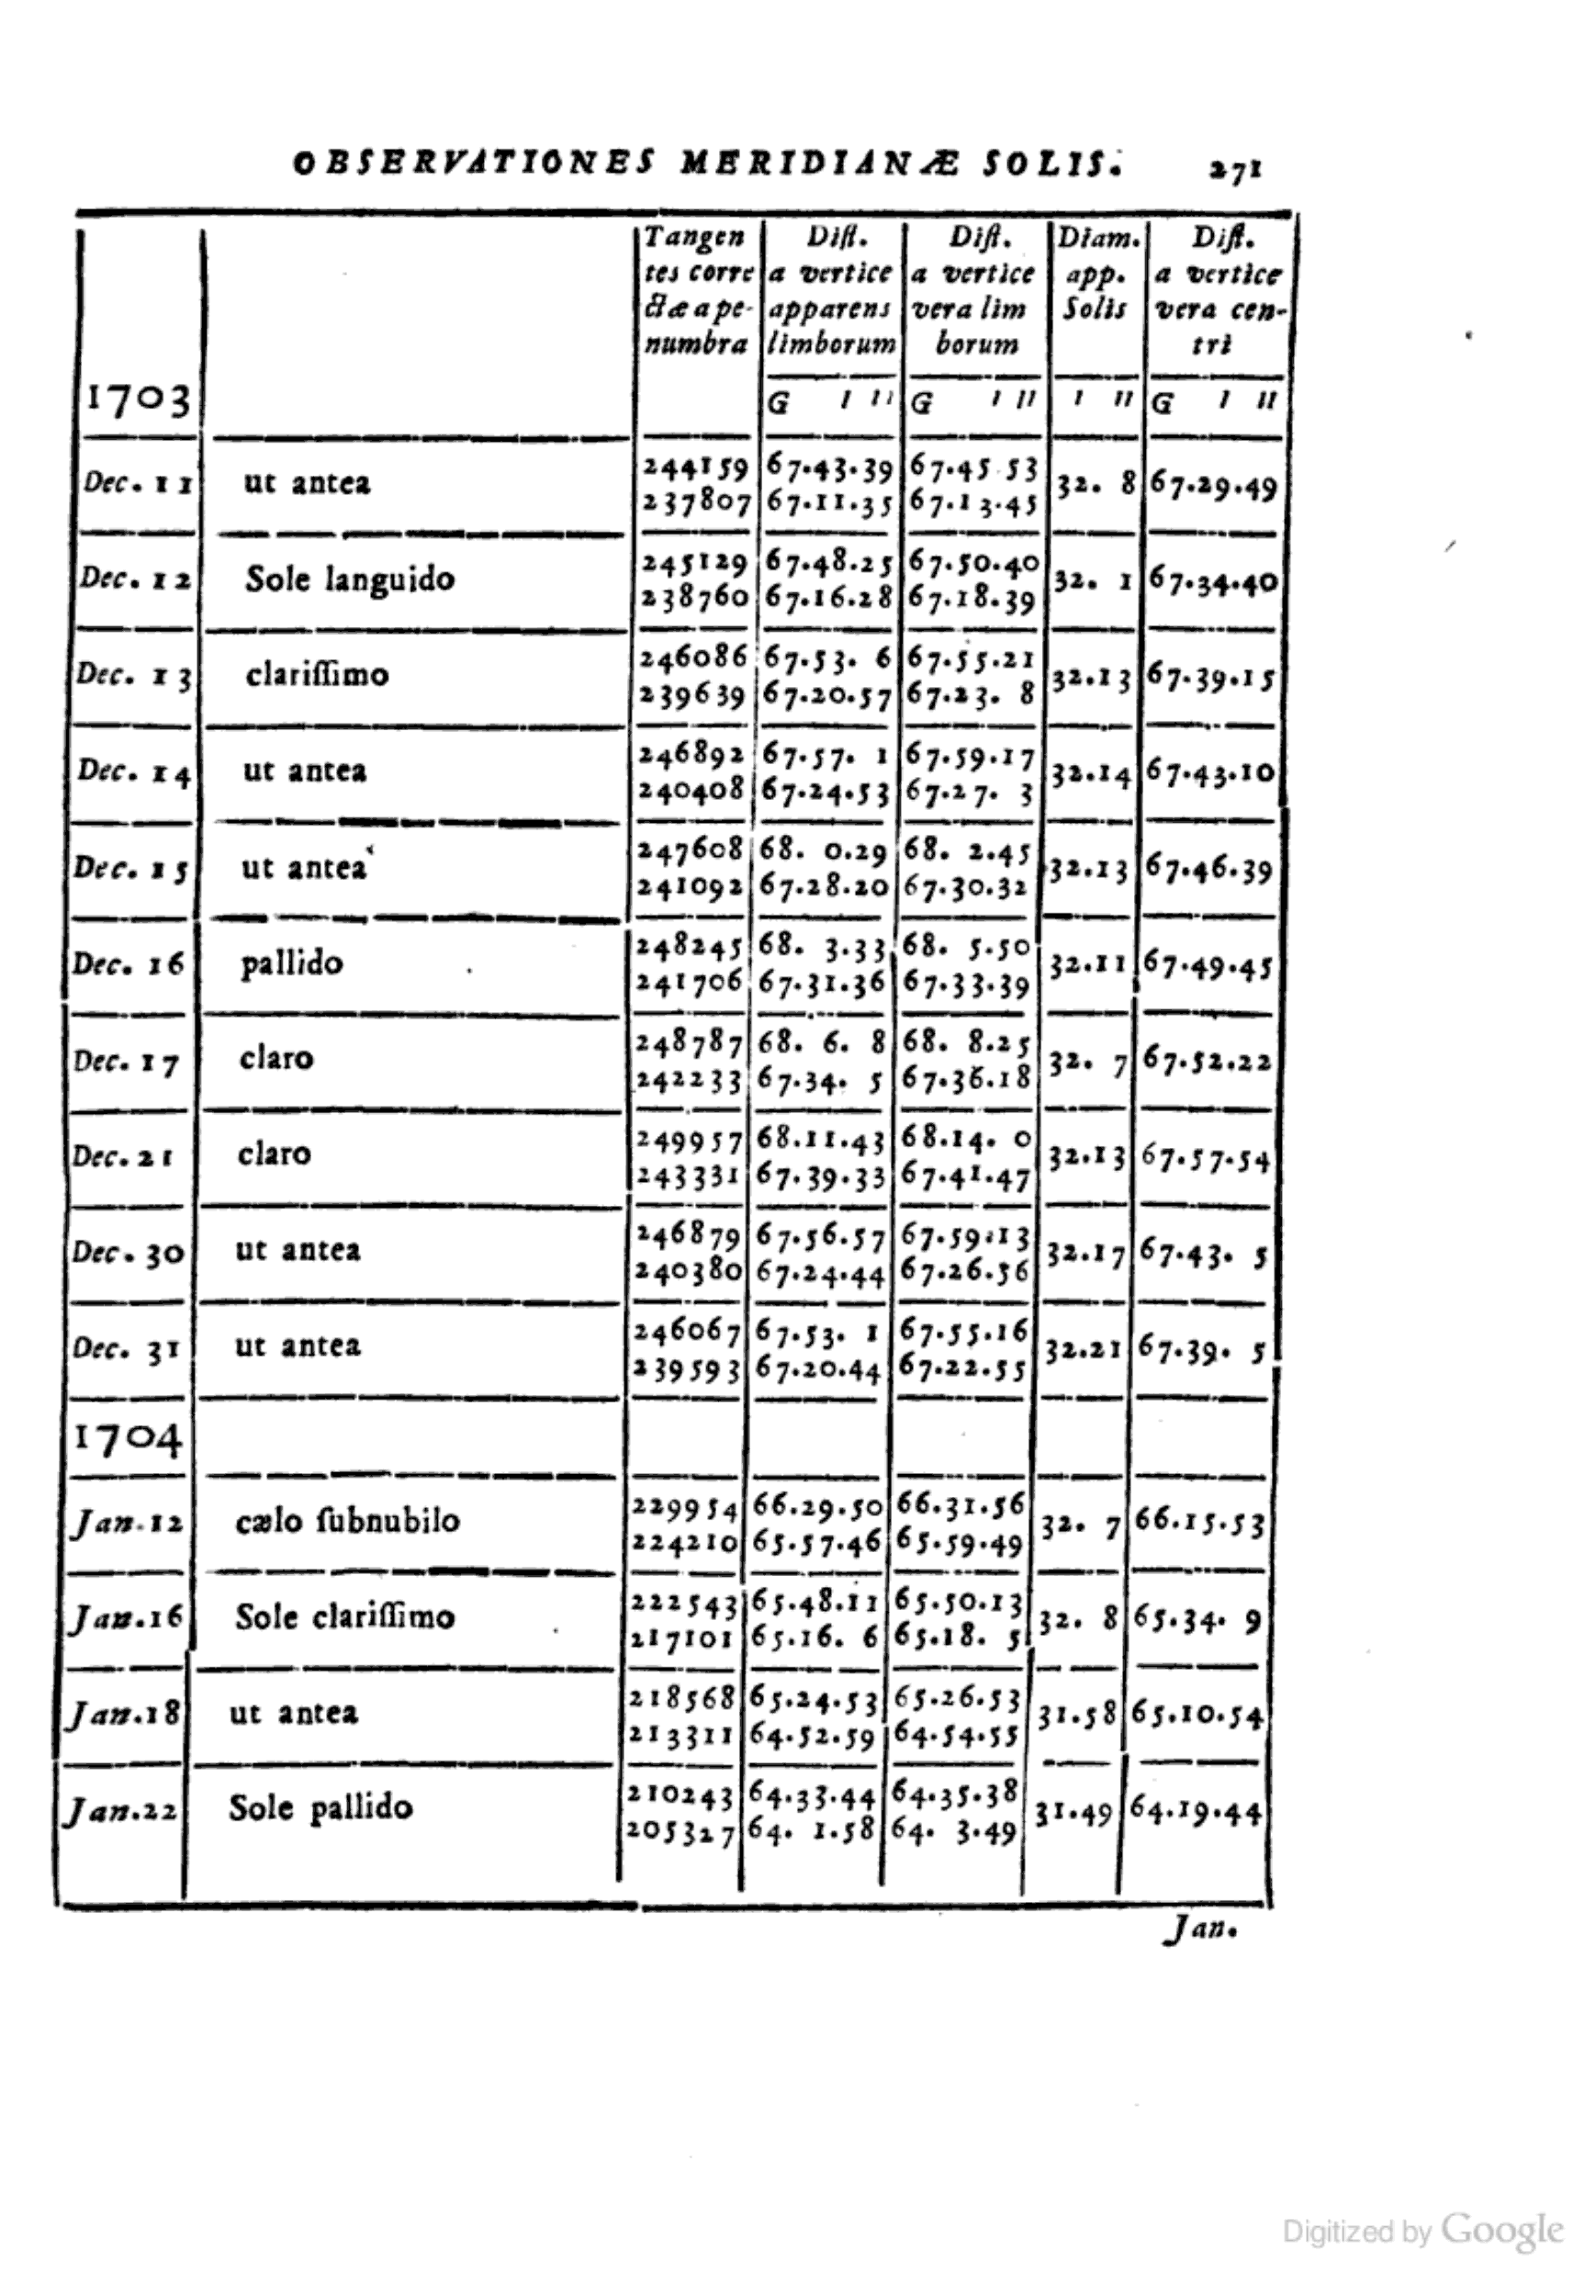 OBSERVATIONES MERIDIANÆ SOLIS. 271
1703
Tangen
tes corre
ctæ a pe-
numbra
Diſt.
a vertice
apparens
limborum
G ı ıı
Diſt.
a vertice
vera lim
borum
G ı ıı
Diam.
app.
Solis
ı ıı
Diſt.
a vertice
vera cen-
tri
G ı ıı
Dec. 11 ut antea 244159 67.43.39 67.45 53 32. 8 67.29.49
237807 67.11.35 67.13.45
Dec. 12 Sole languido 245129 67.48.25 67.50.40 32. 1 67.34.40
238760 67.16.28 67.18.39
Dec. 13 clariſſimo 246086 67.53. 6 67.55.21 32.13 67.39.15
239639 67.20.57 67.23. 8
Dec. 14 ut antea 246892 67.57. 1 67.59.17 32.14 67.43.10
240408 67.24.53 67.27. 3
Dec. 15 ut antea 247608 68. 0.29 68. 2.45 32.13 67.46.39
241092 67.28.20 67.30.32
Dec. 16 pallido 248245 68. 3.33 68. 5.50 32.11 67.49.45
241706 67.31.36 67.33.39
Dec. 17 claro 248787 68. 6. 8 68. 8.25 32. 7 67.52.22
242233 67.34. 5 67.36.18
Dec. 21 claro 249957 68.11.43 68.14. 0 32.13 67.57.54
243331 67.39.33 67.41.47
Dec. 30 ut antea 246879 67.56.57 67.59.13 32.17 67.43. 5
240380 67.24.44 67.26.56
Dec. 31 ut antea 246067 67.53. 1 67.55.16 32.21 67.39. 5
239593 67.20.44 67.22.55
1704
Jan.12 cælo ſubnubilo 229954 66.29.50 66.31.56 32. 7 66.15.53
224210 65.57.46 65.59.49
Jan.16 Sole clariſſimo 222543 65.48.11 65.50.13 32. 8 65.34. 9
217101 65.16. 6 65.18. 5
Jan.18 ut antea 218568 65.24.53 65.26.53 31.58 65.10.54
213311 64.52.59 64.54.55
Jan.22 Sole pallido 210243 64.33.44 64.35.38 31.49 64.19.44
205327 64. 1.58 64. 3.49
Jan.
Digitized by Google